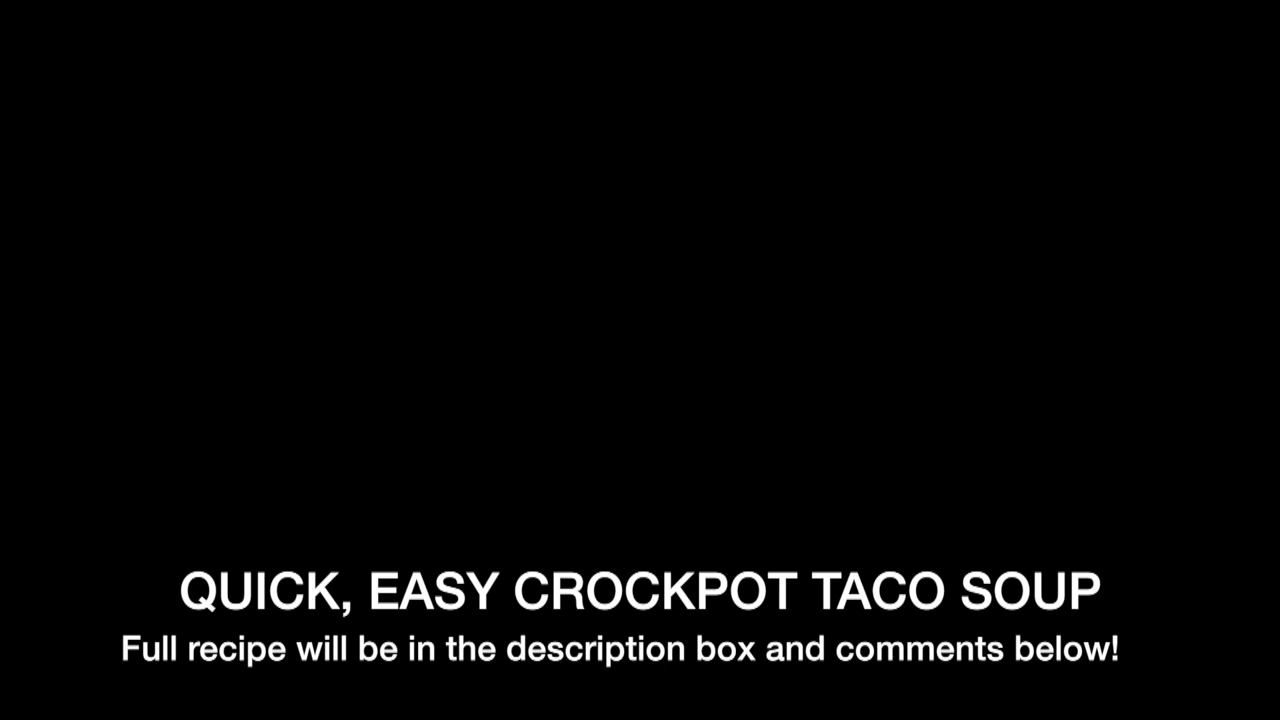 QUICK, EASY CROCKPOT TACO SOUP
Full recipe will be in the description box and comments below!